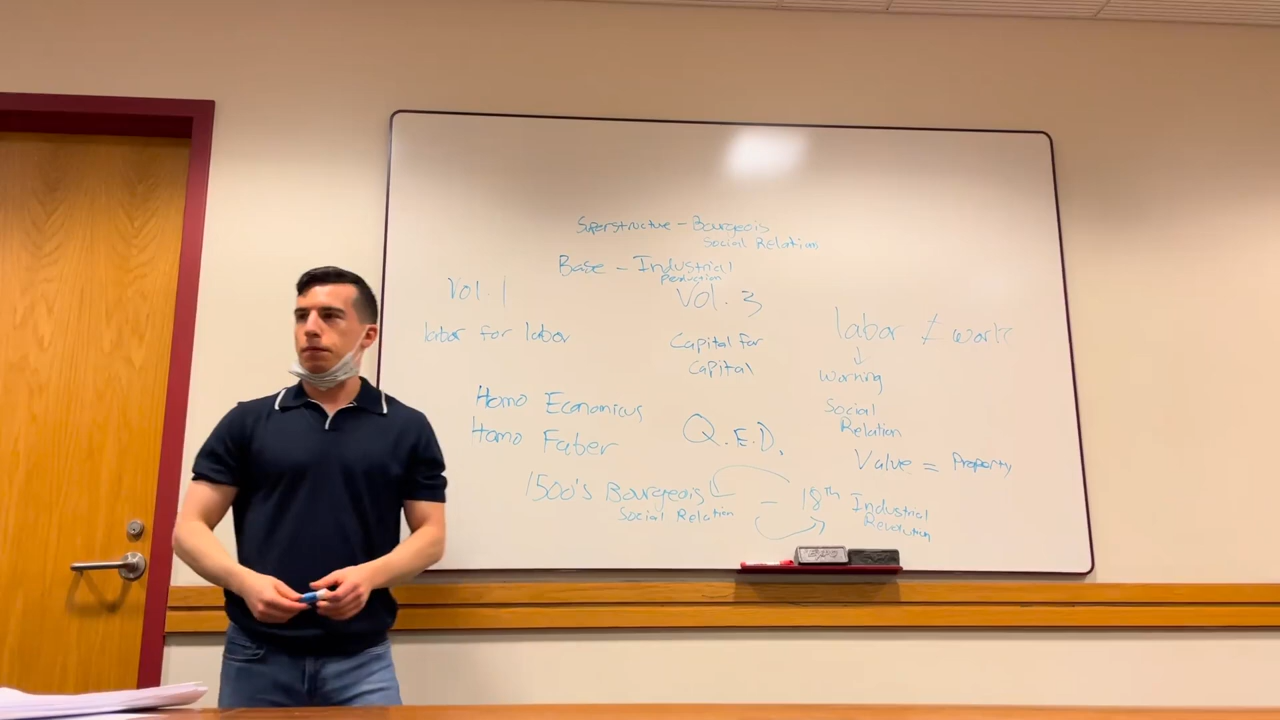 Superstructure - Bourgeois
Social Relations
Base - Industrial
Production
Vol. 1
labor for labor
Vol. 3
Capital for
Capital
labor ≠ work
↓
Working
Social
Relation
Value = Property
Homo Economicus
Homo Faber
Q.E.D.
1500's Bourgeois - 18th Industrial
Social Relation Revolution